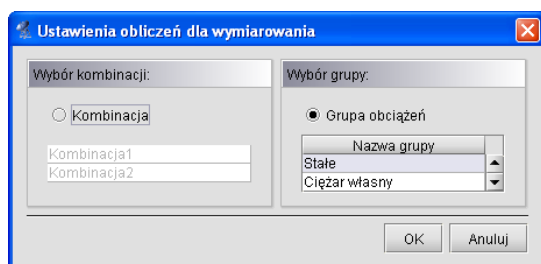 Ustawienia obliczeń dla wymiarowania
Wybór kombinacji:
Kombinacja
Kombinacja1
Kombinacja2
Wybór grupy:
Grupa obciążeń
Nazwa grupy
Stałe
Ciężar własny
OK
Anuluj